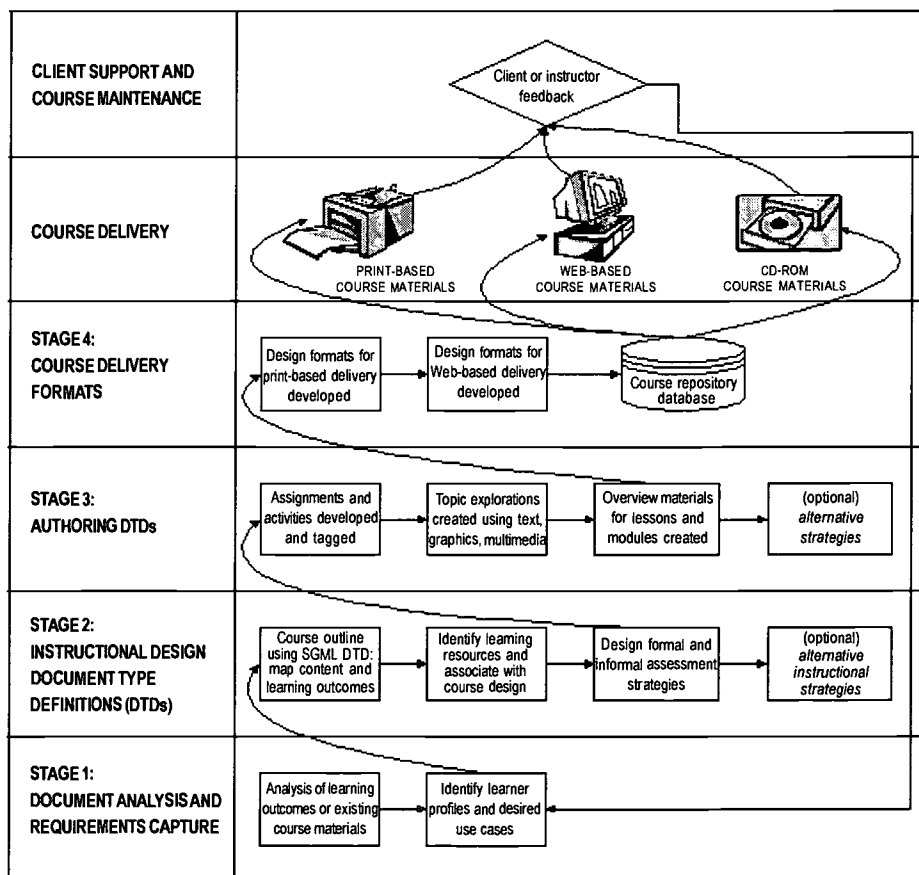 CLIENT SUPPORT AND
COURSE MAINTENANCE
Client or instructor
feedback
COURSE DELIVERY
PRINT-BASED
COURSE MATERIALS
WEB-BASED
COURSE MATERIALS
CD-ROM
COURSE MATERIALS
STAGE 4:
COURSE DELIVERY
FORMATS
Design formats for
print-based delivery
developed
Design formats for
Web-based delivery
developed
Course repository
database
STAGE 3:
AUTHORING DTDs
Assignments and
activities developed
and tagged
Topic explorations
created using text,
graphics, multimedia
Overview materials
for lessons and
modules created
(optional)
alternative
strategies
STAGE 2:
INSTRUCTIONAL DESIGN
DOCUMENT TYPE
DEFINITIONS (DTDs)
Course outline
using SGML DTD:
map content and
learning outcomes
Identify learning
resources and
associate with
course design
Design formal and
informal assessment
strategies
(optional)
alternative
instructional
strategies
STAGE 1:
DOCUMENT ANALYSIS AND
REQUIREMENTS CAPTURE
Analysis of learning
outcomes or existing
course materials
Identify learner
profiles and desired
use cases